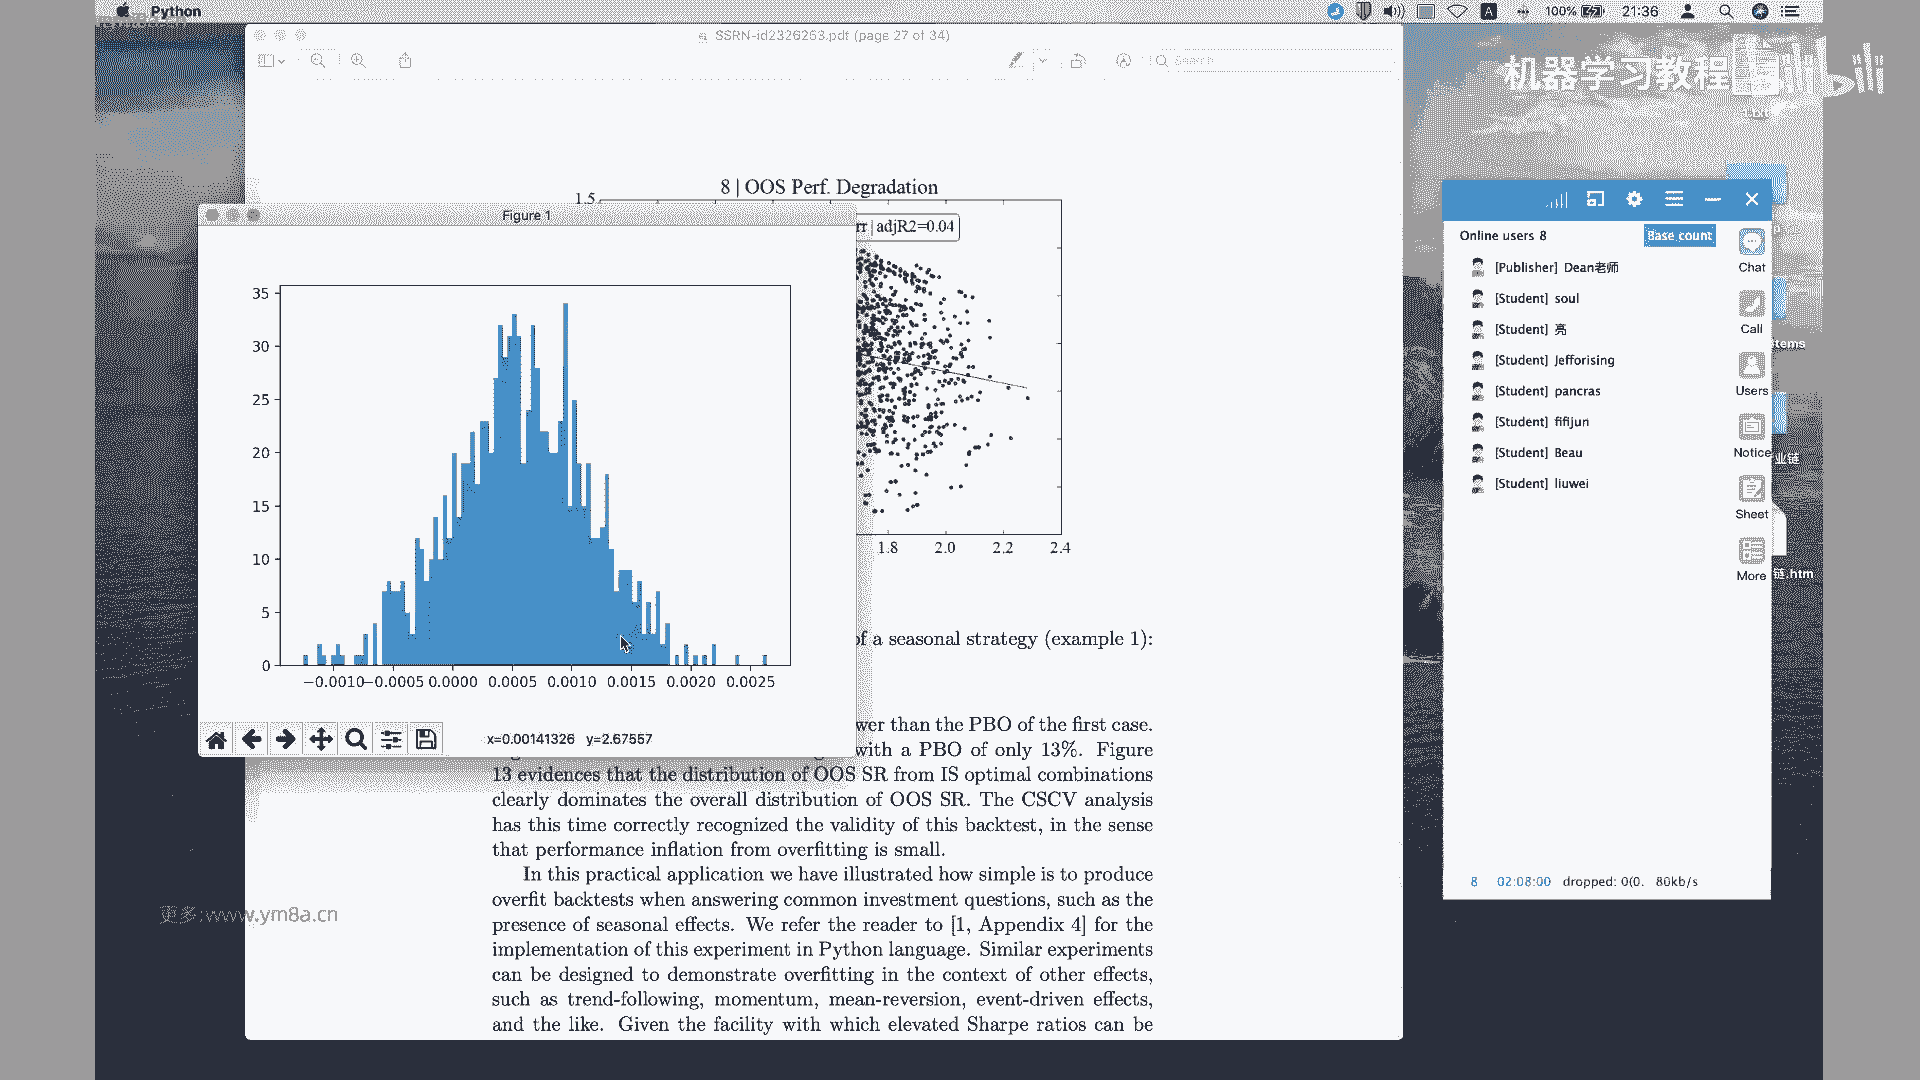 Python
100%
21:36
SSRN-id2326253.pdf (page 27 of 34)
Search
机器学习教程
bilibili
8 | OOS Perf. Degradation
1.5
rr | adjR2=0.04
1.8 2.0 2.2 2.4
Figure 1
35
30
25
20
15
10
5
0
−0.0010 −0.0005 0.0000 0.0005 0.0010 0.0015 0.0020 0.0025
x=0.00141326 y=2.67557
of a seasonal strategy (example 1):
wer than the PBO of the first case.
with a PBO of only 13%. Figure
13 evidences that the distribution of OOS SR from IS optimal combinations
clearly dominates the overall distribution of OOS SR. The CSCV analysis
has this time correctly recognized the validity of this backtest, in the sense
that performance inflation from overfitting is small.
In this practical application we have illustrated how simple is to produce
overfit backtests when answering common investment questions, such as the
presence of seasonal effects. We refer the reader to [1, Appendix 4] for the
implementation of this experiment in Python language. Similar experiments
can be designed to demonstrate overfitting in the context of other effects,
such as trend-following, momentum, mean-reversion, event-driven effects,
and the like. Given the facility with which elevated Sharpe ratios can be
Online users 8
Base count
[Publisher] Dean老师
[Student] soul
[Student] 亮
[Student] Jefforising
[Student] pancras
[Student] fifijun
[Student] Beau
[Student] liuwei
Chat
Call
Users
Notice
Sheet
More
8 02:08:00 dropped: 0(0. 80kb/s
tems
业链
链.htm
更多:www.ym8a.cn